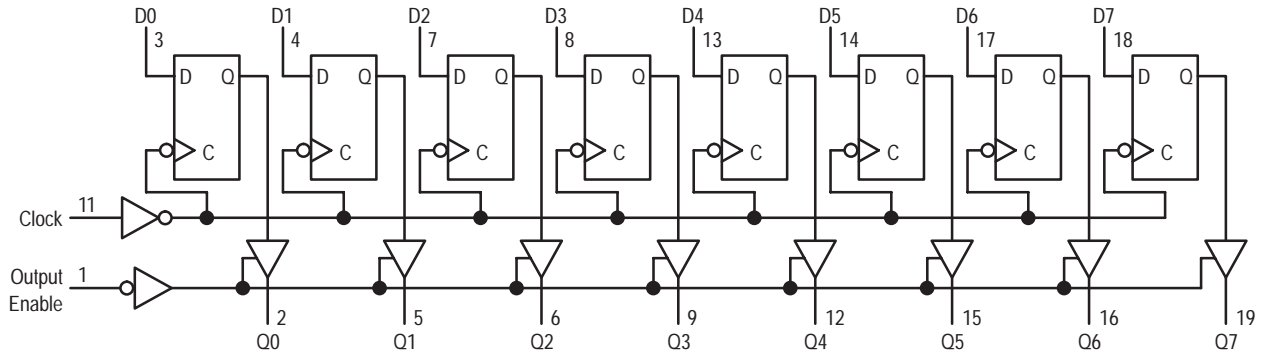 D0 D1 D2 D3 D4 D5 D6 D7
3 4 7 8 13 14 17 18
D Q D Q D Q D Q D Q D Q D Q D Q
C C C C C C C C
Clock 11
Output Enable 1
2 5 6 9 12 15 16 19
Q0 Q1 Q2 Q3 Q4 Q5 Q6 Q7